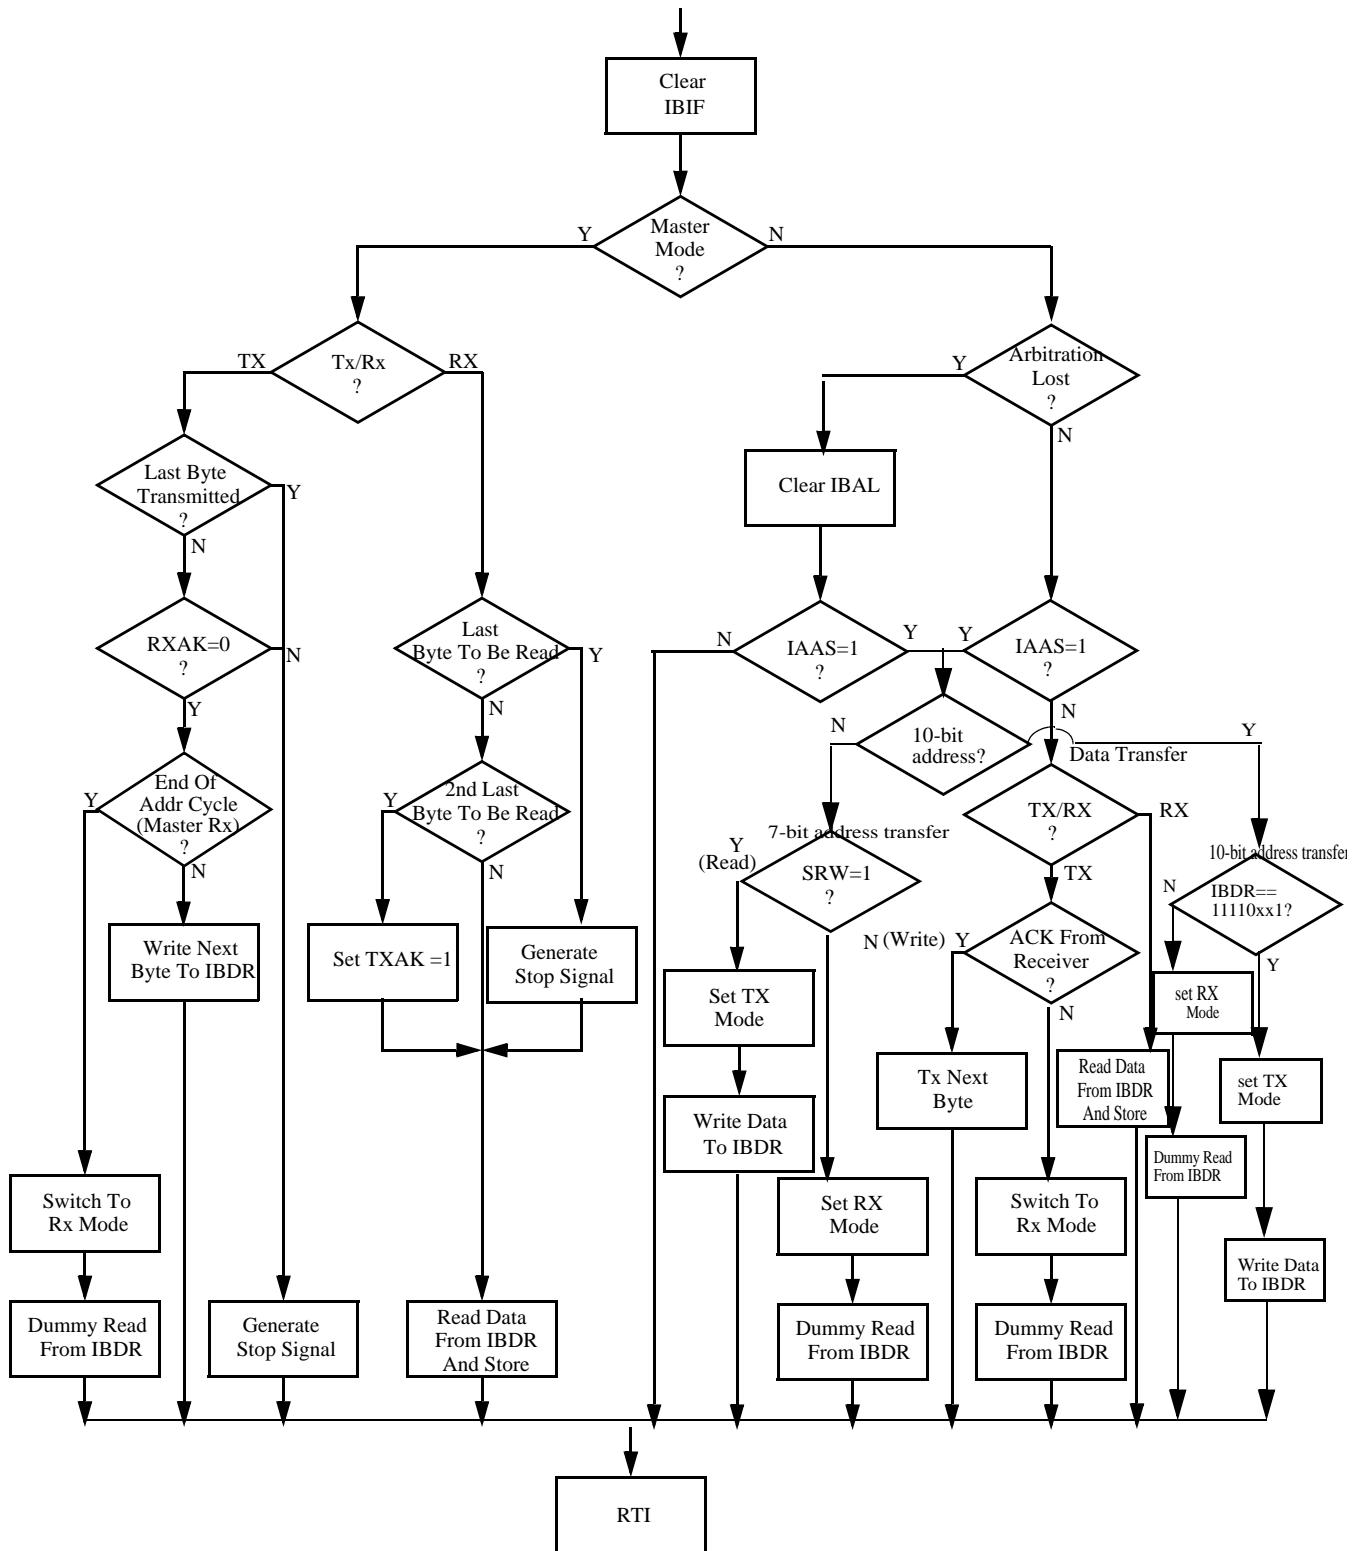 Clear
IBIF
Master
Mode
?
Y
N
Tx/Rx
?
TX
RX
Arbitration
Lost
?
Y
N
Last Byte
Transmitted
?
Y
N
Clear IBAL
RXAK=0
?
N
Y
Last
Byte To Be Read
?
Y
N
IAAS=1
?
N
Y
IAAS=1
?
Y
N
10-bit
address?
N
Y
Data Transfer
End Of
Addr Cycle
(Master Rx)
?
Y
N
2nd Last
Byte To Be Read
?
Y
N
7-bit address transfer
SRW=1
?
Y
(Read)
N (Write)
TX/RX
?
RX
TX
10-bit address transfer
IBDR==
11110xx1?
N
Y
Write Next
Byte To IBDR
Set TXAK =1
Generate
Stop Signal
ACK From
Receiver
?
Y
N
Set TX
Mode
set RX
Mode
Tx Next
Byte
Read Data
From IBDR
And Store
set TX
Mode
Write Data
To IBDR
Dummy Read
From IBDR
Switch To
Rx Mode
Set RX
Mode
Switch To
Rx Mode
Write Data
To IBDR
Dummy Read
From IBDR
Generate
Stop Signal
Read Data
From IBDR
And Store
Dummy Read
From IBDR
Dummy Read
From IBDR
RTI